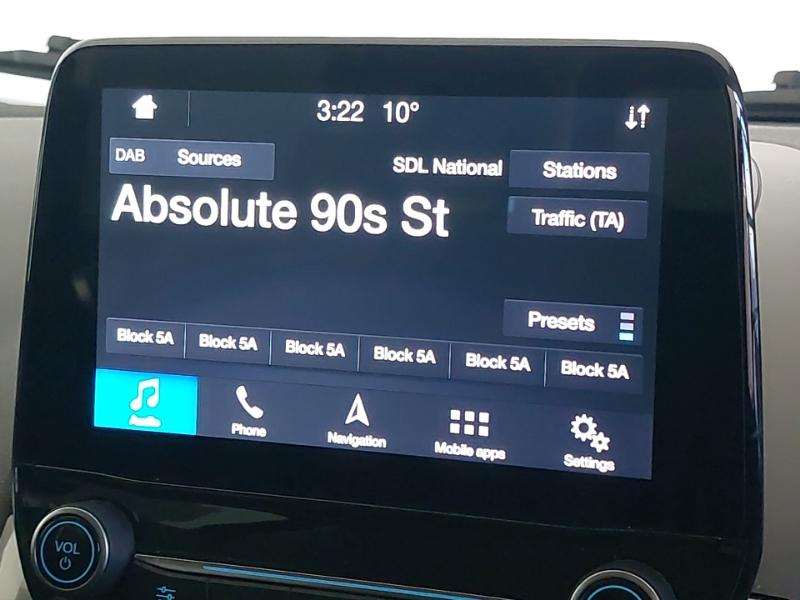 3:22 10°
DAB Sources
SDL National Stations
Absolute 90s St
Traffic (TA)
Presets
Block 5A Block 5A Block 5A Block 5A Block 5A Block 5A
Audio Phone Navigation Mobile apps Settings
VOL